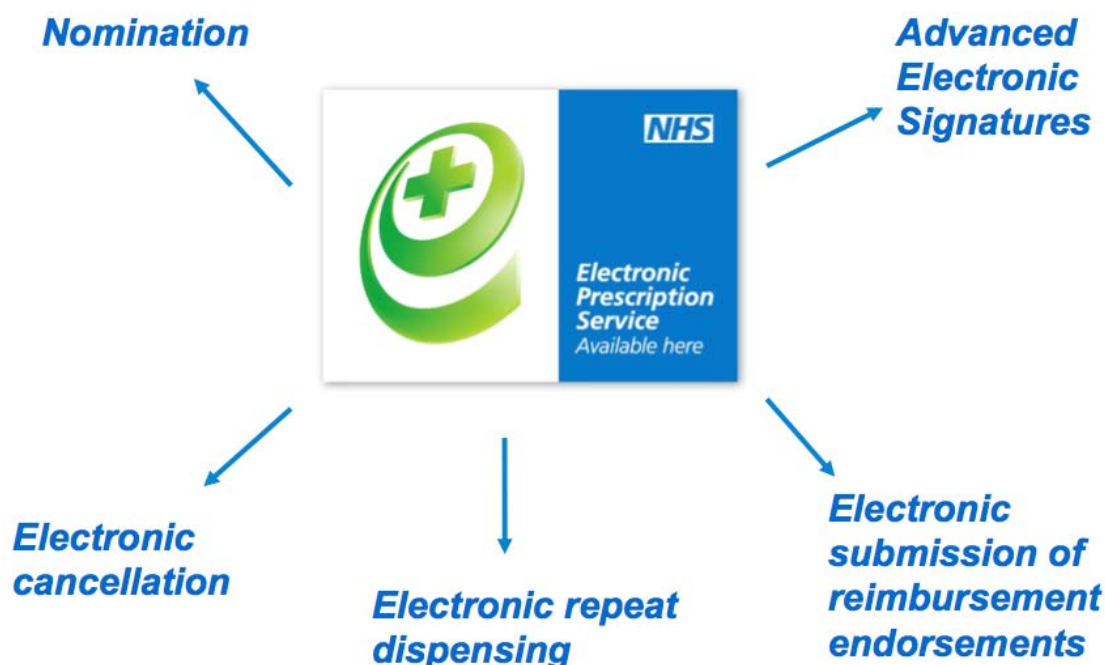 Nomination
Advanced
Electronic
Signatures
NHS
Electronic
Prescription
Service
Available here
Electronic
cancellation
Electronic repeat
dispensing
Electronic
submission of
reimbursement
endorsements